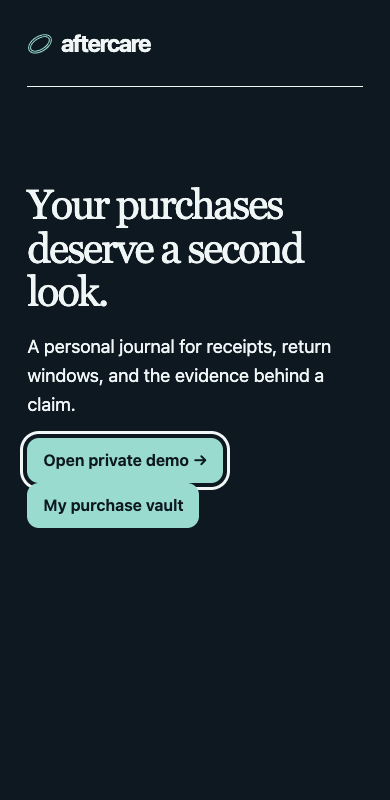 aftercare
Your purchases
deserve a second
look.
A personal journal for receipts, return
windows, and the evidence behind a
claim.
Open private demo →
My purchase vault